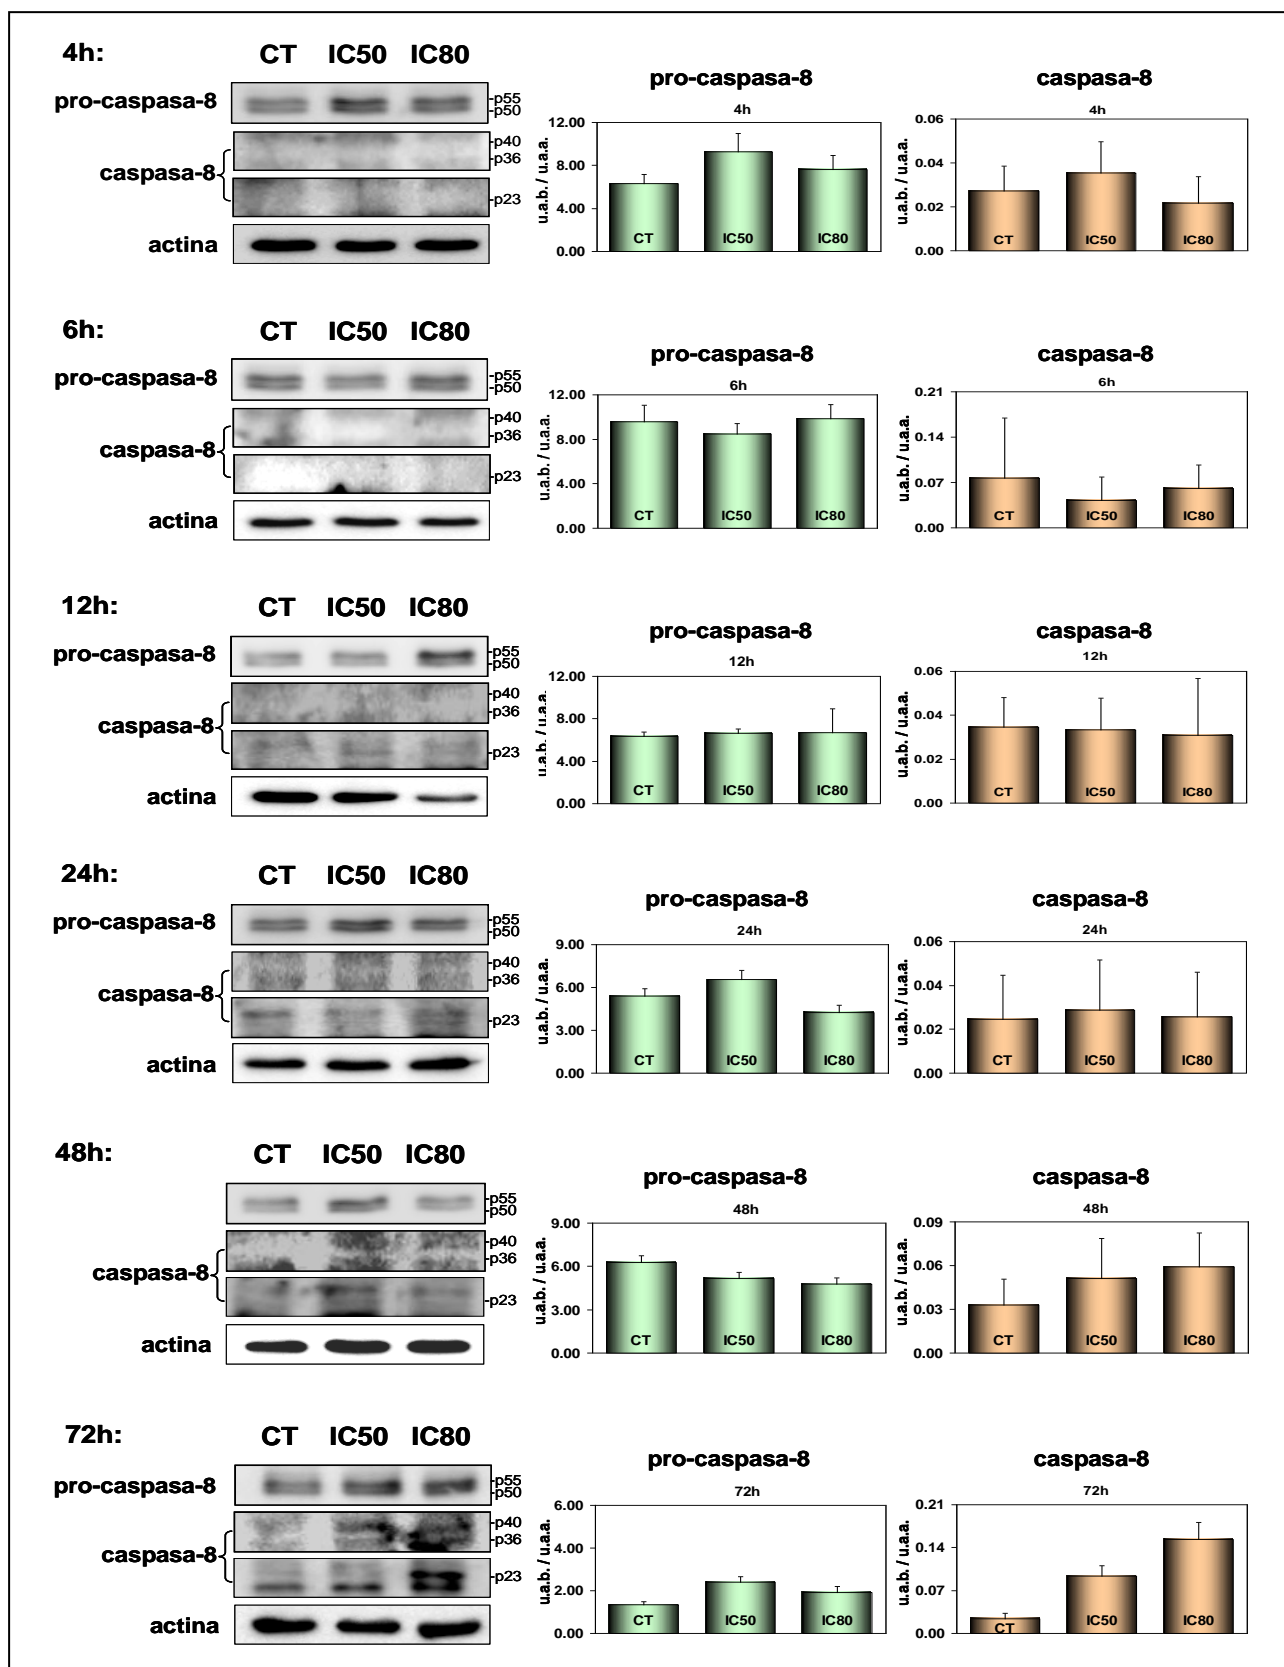 4h:
CT IC50 IC80
pro-caspasa-8
-p55
-p50
caspasa-8
-p40
-p36
-p23
actina
pro-caspasa-8
4h
u.a.b. / u.a.a.
12.00
8.00
4.00
0.00
CT IC50 IC80
caspasa-8
4h
u.a.b. / u.a.a.
0.06
0.04
0.02
0.00
CT IC50 IC80
6h:
CT IC50 IC80
pro-caspasa-8
-p55
-p50
caspasa-8
-p40
-p36
-p23
actina
pro-caspasa-8
6h
u.a.b. / u.a.a.
12.00
8.00
4.00
0.00
CT IC50 IC80
caspasa-8
6h
u.a.b. / u.a.a.
0.21
0.14
0.07
0.00
CT IC50 IC80
12h:
CT IC50 IC80
pro-caspasa-8
-p55
-p50
caspasa-8
-p40
-p36
-p23
actina
pro-caspasa-8
12h
u.a.b. / u.a.a.
12.00
8.00
4.00
0.00
CT IC50 IC80
caspasa-8
12h
u.a.b. / u.a.a.
0.06
0.04
0.02
0.00
CT IC50 IC80
24h:
CT IC50 IC80
pro-caspasa-8
-p55
-p50
caspasa-8
-p40
-p36
-p23
actina
pro-caspasa-8
24h
u.a.b. / u.a.a.
9.00
6.00
3.00
0.00
CT IC50 IC80
caspasa-8
24h
u.a.b. / u.a.a.
0.06
0.04
0.02
0.00
CT IC50 IC80
48h:
CT IC50 IC80
-p55
-p50
caspasa-8
-p40
-p36
-p23
actina
pro-caspasa-8
48h
u.a.b. / u.a.a.
9.00
6.00
3.00
0.00
CT IC50 IC80
caspasa-8
48h
u.a.b. / u.a.a.
0.09
0.06
0.03
0.00
CT IC50 IC80
72h:
CT IC50 IC80
pro-caspasa-8
-p55
-p50
caspasa-8
-p40
-p36
-p23
actina
pro-caspasa-8
72h
u.a.b. / u.a.a.
6.00
4.00
2.00
0.00
CT IC50 IC80
caspasa-8
72h
u.a.b. / u.a.a.
0.21
0.14
0.07
0.00
CT IC50 IC80